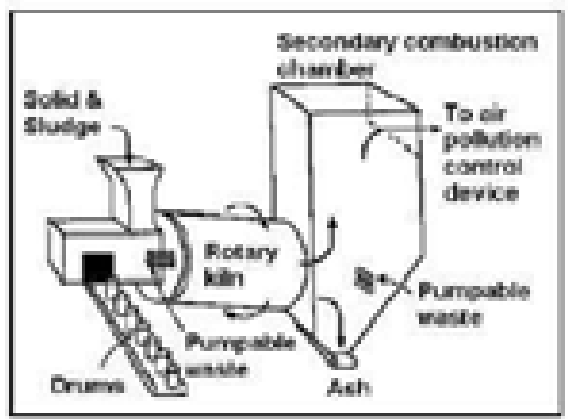 Secondary combustion
chamber
Solid &
Sludge
To air
pollution
control
device
Rotary
kiln
Pumpable
waste
Pumpable
waste
Drums
Ash